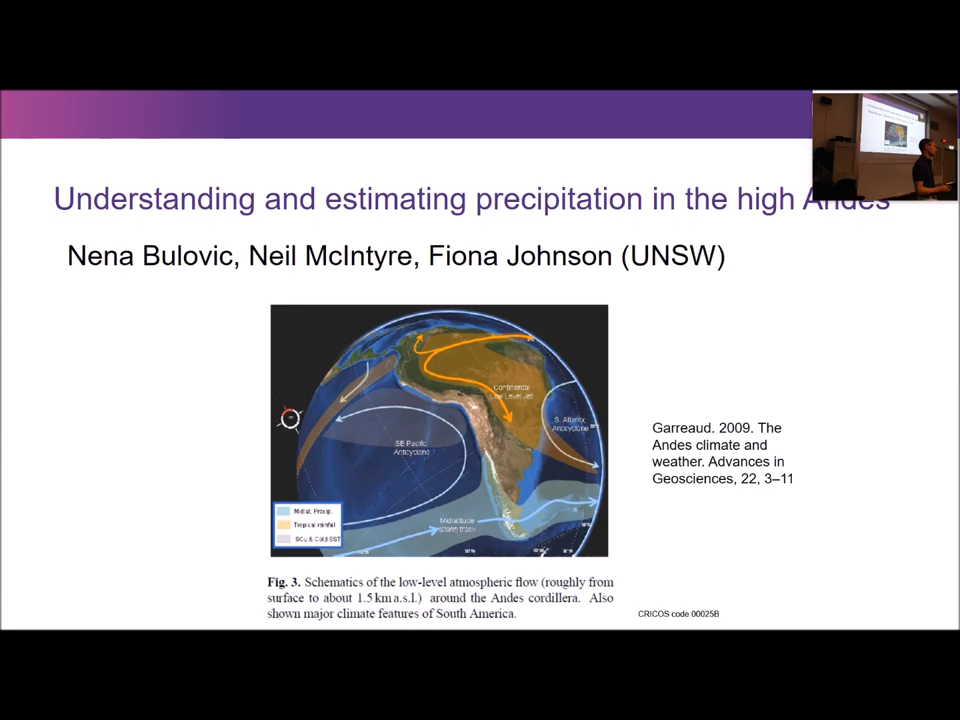 Understanding and estimating precipitation in the high Andes
Nena Bulovic, Neil McIntyre, Fiona Johnson (UNSW)
Continental
Low Level Jet
S. Atlantic
Anticyclone
SE Pacific
Anticyclone
Midlatitude
storm track
Midlat. Precip.
Tropical rainfall
SCu & Cold SST
Garreaud. 2009. The
Andes climate and
weather. Advances in
Geosciences, 22, 3–11
Fig. 3. Schematics of the low-level atmospheric flow (roughly from
surface to about 1.5 km a.s.l.) around the Andes cordillera. Also
shown major climate features of South America.
CRICOS code 00025B